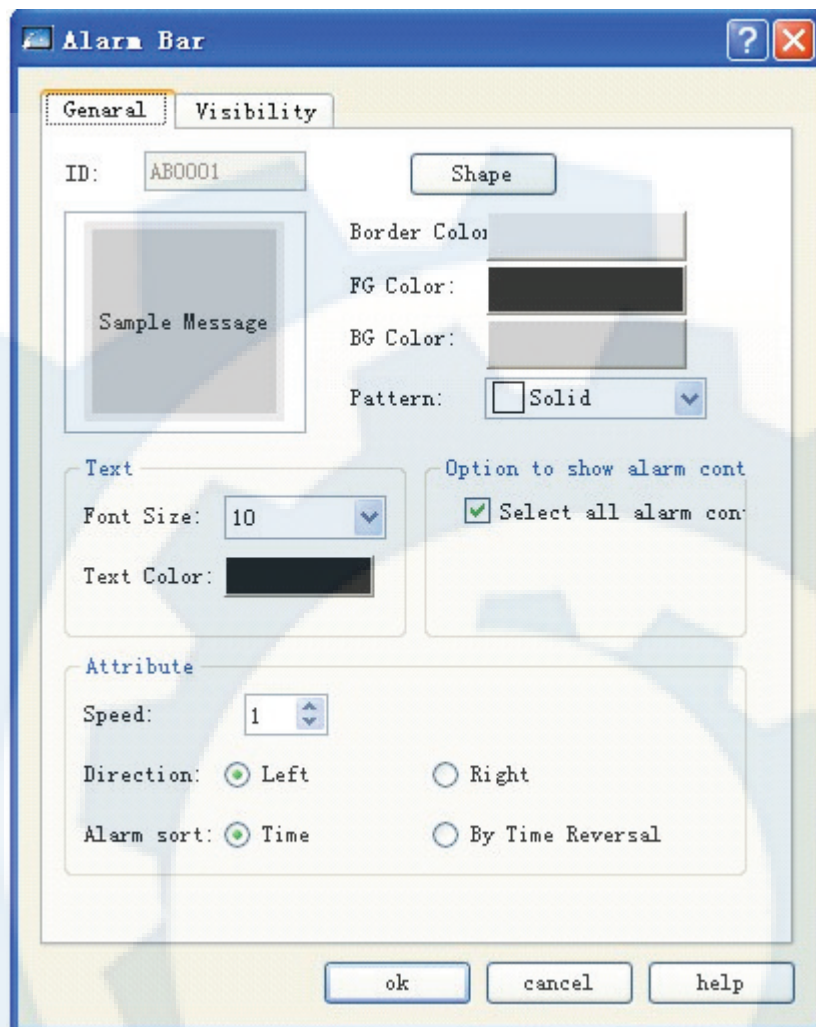 Alarm Bar
Genaral Visibility
ID: AB0001 Shape
Border Color
FG Color:
Sample Message
BG Color:
Pattern: Solid
Text Option to show alarm cont
Font Size: 10 Select all alarm con
Text Color:
Attribute
Speed: 1
Direction: Left Right
Alarm sort: Time By Time Reversal
ok cancel help